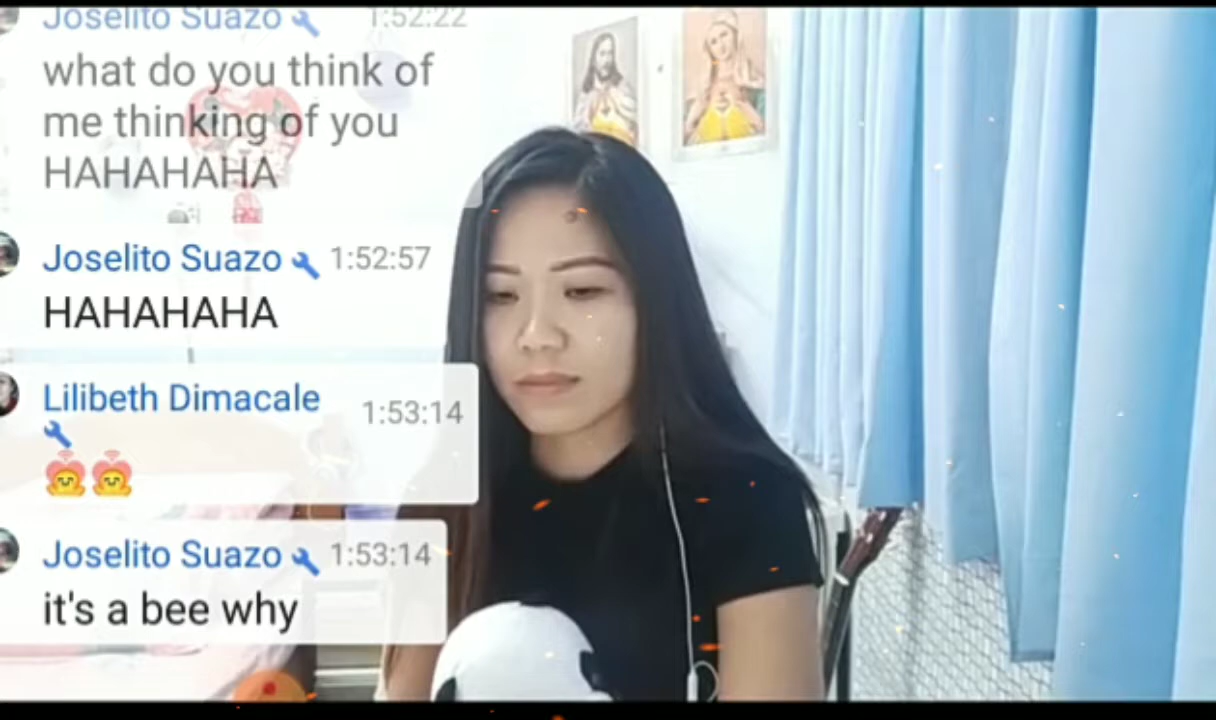 Joselito Suazo 1:52:22
what do you think of
me thinking of you
HAHAHAHA
Joselito Suazo 1:52:57
HAHAHAHA
Lilibeth Dimacale 1:53:14
Joselito Suazo 1:53:14
it's a bee why